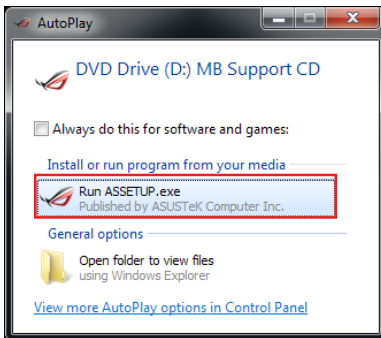 AutoPlay
DVD Drive (D:) MB Support CD
Always do this for software and games:
Install or run program from your media
Run ASSETUP.exe
Published by ASUSTeK Computer Inc.
General options
Open folder to view files
using Windows Explorer
View more AutoPlay options in Control Panel